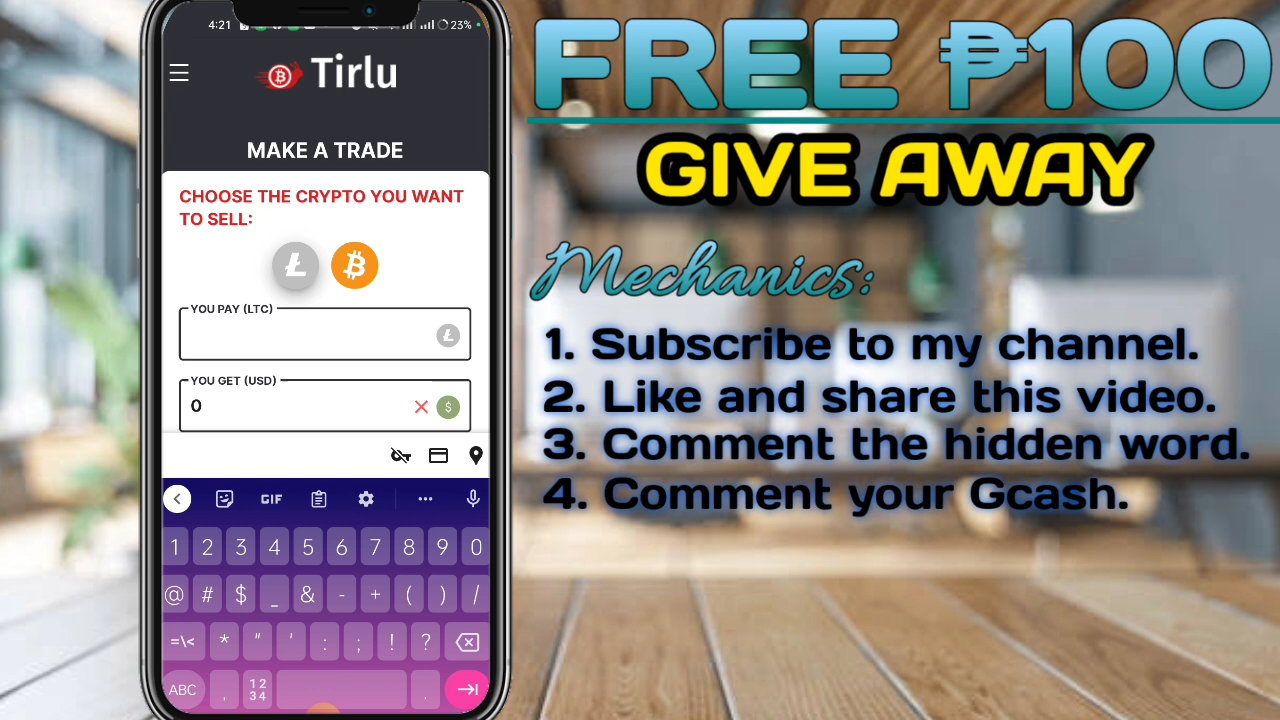 4:21
23%
Tirlu
MAKE A TRADE
CHOOSE THE CRYPTO YOU WANT
TO SELL:
YOU PAY (LTC)
YOU GET (USD)
0
$
GIF
1 2 3 4 5 6 7 8 9 0
@ # $ _ & - + ( ) /
=\< * " ' : ; ! ?
ABC , 12 34 .
FREE ₱100
GIVE AWAY
Mechanics:
1. Subscribe to my channel.
2. Like and share this video.
3. Comment the hidden word.
4. Comment your Gcash.